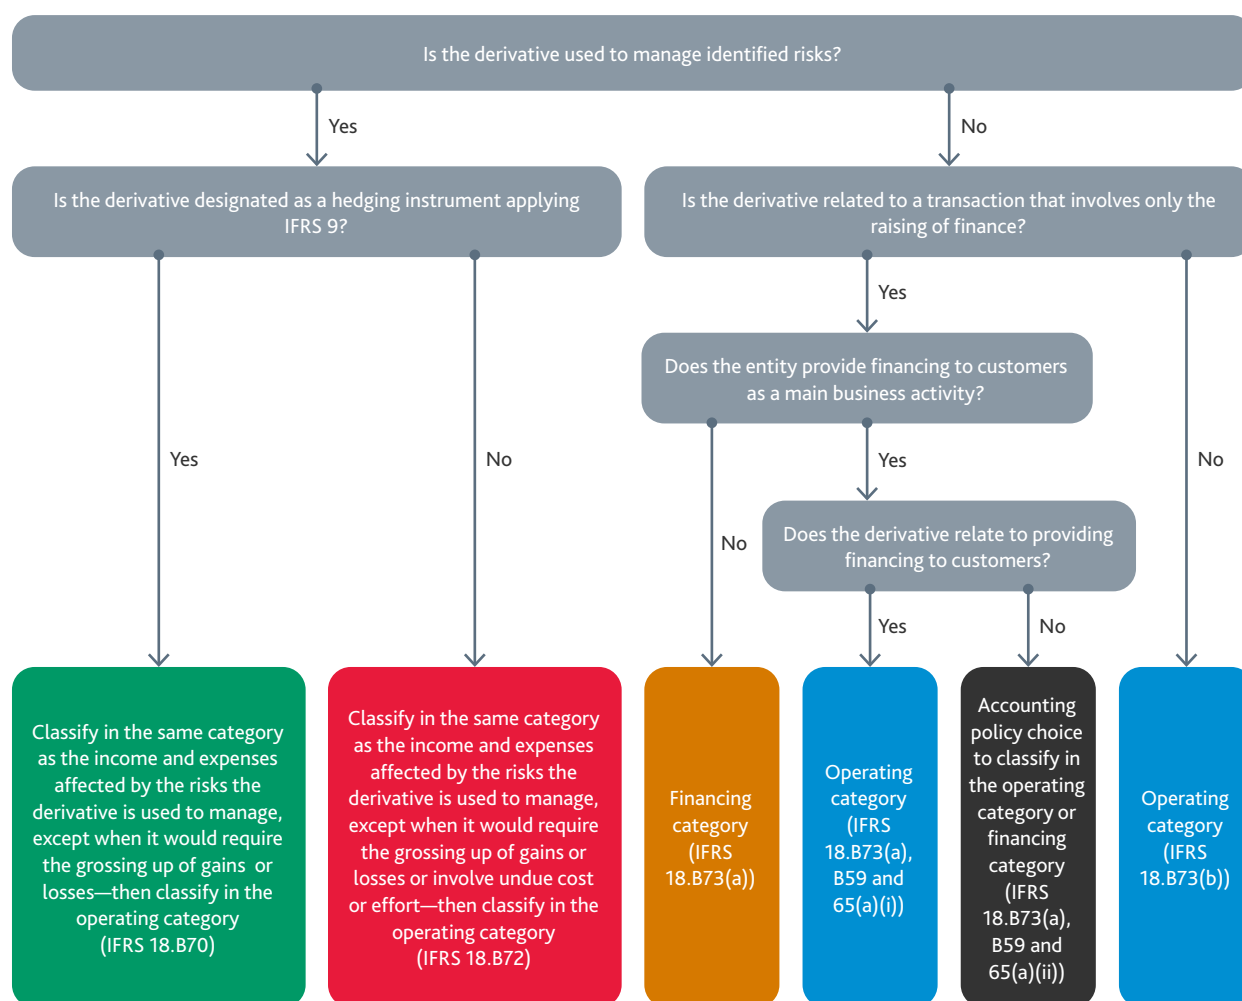 Is the derivative used to manage identified risks?
Yes
No
Is the derivative designated as a hedging instrument applying
IFRS 9?
Is the derivative related to a transaction that involves only the
raising of finance?
Yes
Does the entity provide financing to customers
as a main business activity?
Yes
No
Yes
No
No
Does the derivative relate to providing
financing to customers?
Yes
No
Classify in the same category
as the income and expenses
affected by the risks the
derivative is used to manage,
except when it would require
the grossing up of gains or
losses—then classify in the
operating category
(IFRS 18.B70)
Classify in the same category
as the income and expenses
affected by the risks the
derivative is used to manage,
except when it would require
the grossing up of gains or
losses or involve undue cost
or effort—then classify in the
operating category
(IFRS 18.B72)
Financing
category
(IFRS
18.B73(a))
Operating
category
(IFRS
18.B73(a),
B59 and
65(a)(i))
Accounting
policy choice
to classify in
the operating
category or
financing
category
(IFRS
18.B73(a),
B59 and
65(a)(ii))
Operating
category
(IFRS
18.B73(b))